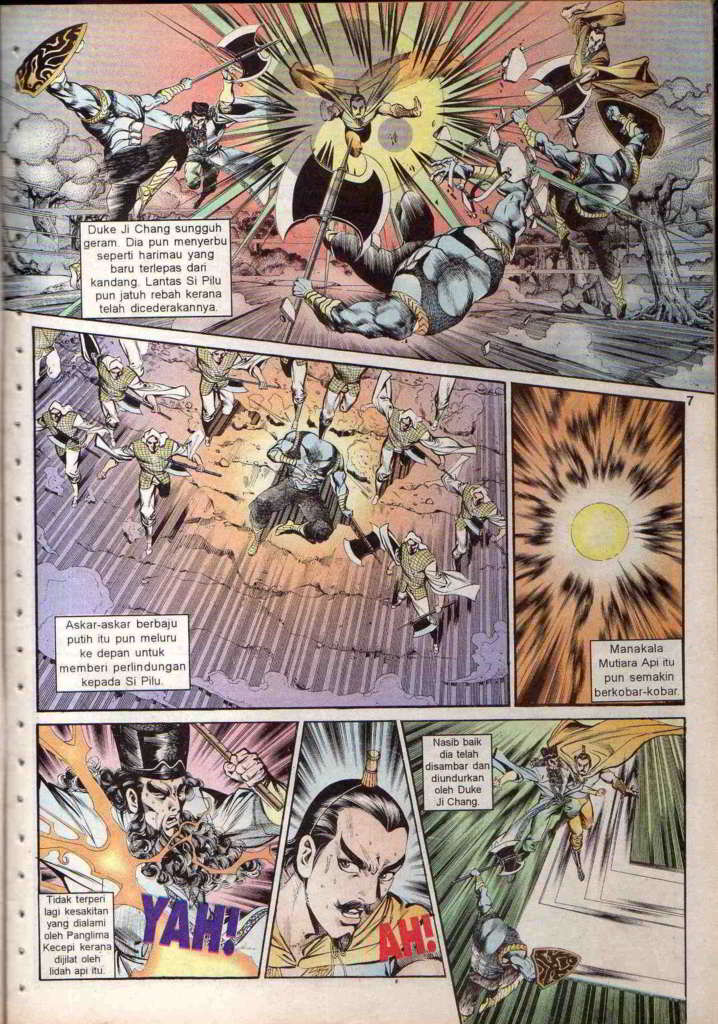 Duke Ji Chang sungguh
geram. Dia pun menyerbu
seperti harimau yang
baru terlepas dari
kandang. Lantas Si Pilu
pun jatuh rebah kerana
telah dicederakannya.
7
Askar-askar berbaju
putih itu pun meluru
ke depan untuk
memberi perlindungan
kepada Si Pilu.
Manakala
Mutiara Api itu
pun semakin
berkobar-kobar.
Tidak terperi
lagi kesakitan
yang dialami
oleh Panglima
Kecepi kerana
dijilat oleh
lidah api itu.
YAH!
AH!
Nasib baik
dia telah
disambar dan
diundurkan
oleh Duke
Ji Chang.